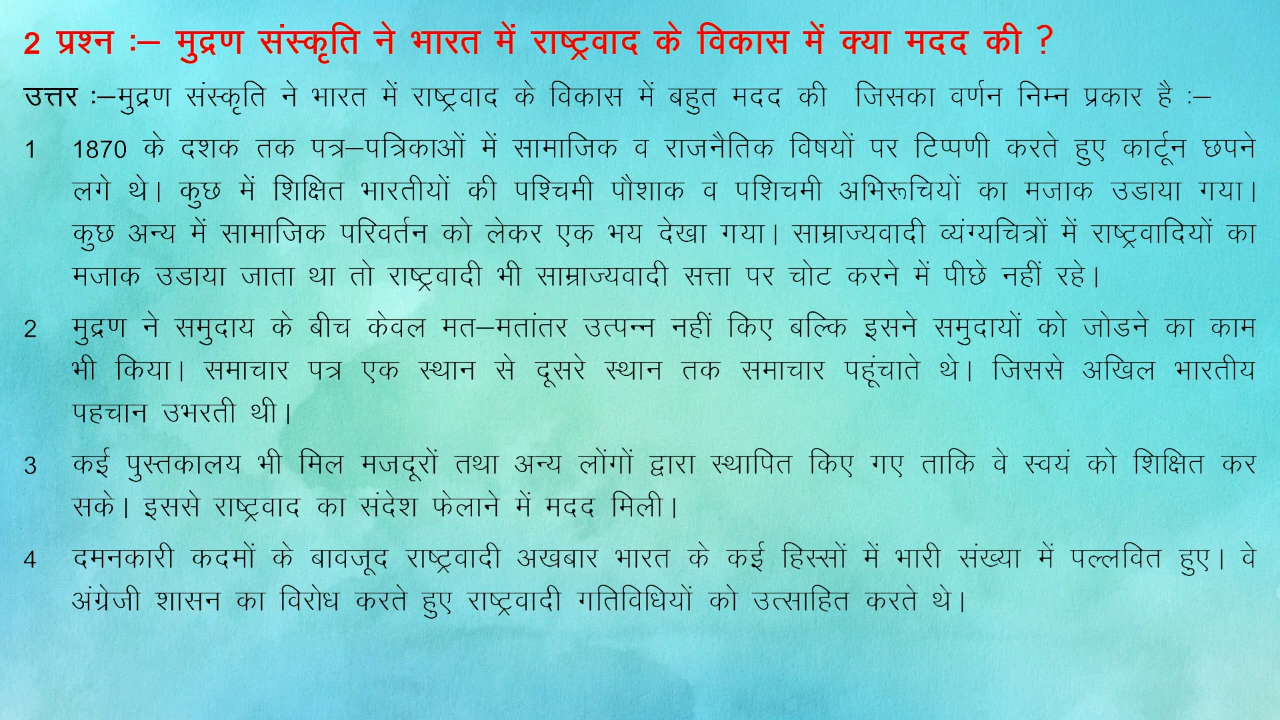 2 प्रश्न :– मुद्रण संस्कृति ने भारत में राष्ट्रवाद के विकास में क्या मदद की ?
उत्तर :–मुद्रण संस्कृति ने भारत में राष्ट्रवाद के विकास में बहुत मदद की जिसका वर्णन निम्न प्रकार है :–
1 1870 के दशक तक पत्र–पत्रिकाओं में सामाजिक व राजनैतिक विषयों पर टिप्पणी करते हुए कार्टून छपने
लगे थे। कुछ में शिक्षित भारतीयों की पश्चिमी पौशाक व पशिचमी अभिरूचियों का मजाक उडाया गया।
कुछ अन्य में सामाजिक परिवर्तन को लेकर एक भय देखा गया। साम्राज्यवादी व्यंग्यचित्रों में राष्ट्रवादियों का
मजाक उडाया जाता था तो राष्ट्रवादी भी साम्राज्यवादी सत्ता पर चोट करने में पीछे नहीं रहे।
2 मुद्रण ने समुदाय के बीच केवल मत–मतांतर उत्पन्न नहीं किए बल्कि इसने समुदायों को जोडने का काम
भी किया। समाचार पत्र एक स्थान से दूसरे स्थान तक समाचार पहूंचाते थे। जिससे अखिल भारतीय
पहचान उभरती थी।
3 कई पुस्तकालय भी मिल मजदूरों तथा अन्य लोंगों द्वारा स्थापित किए गए ताकि वे स्वयं को शिक्षित कर
सके। इससे राष्ट्रवाद का संदेश फेलाने में मदद मिली।
4 दमनकारी कदमों के बावजूद राष्ट्रवादी अखबार भारत के कई हिस्सों में भारी संख्या में पल्लवित हुए। वे
अंग्रेजी शासन का विरोध करते हुए राष्ट्रवादी गतिविधियों को उत्साहित करते थे।